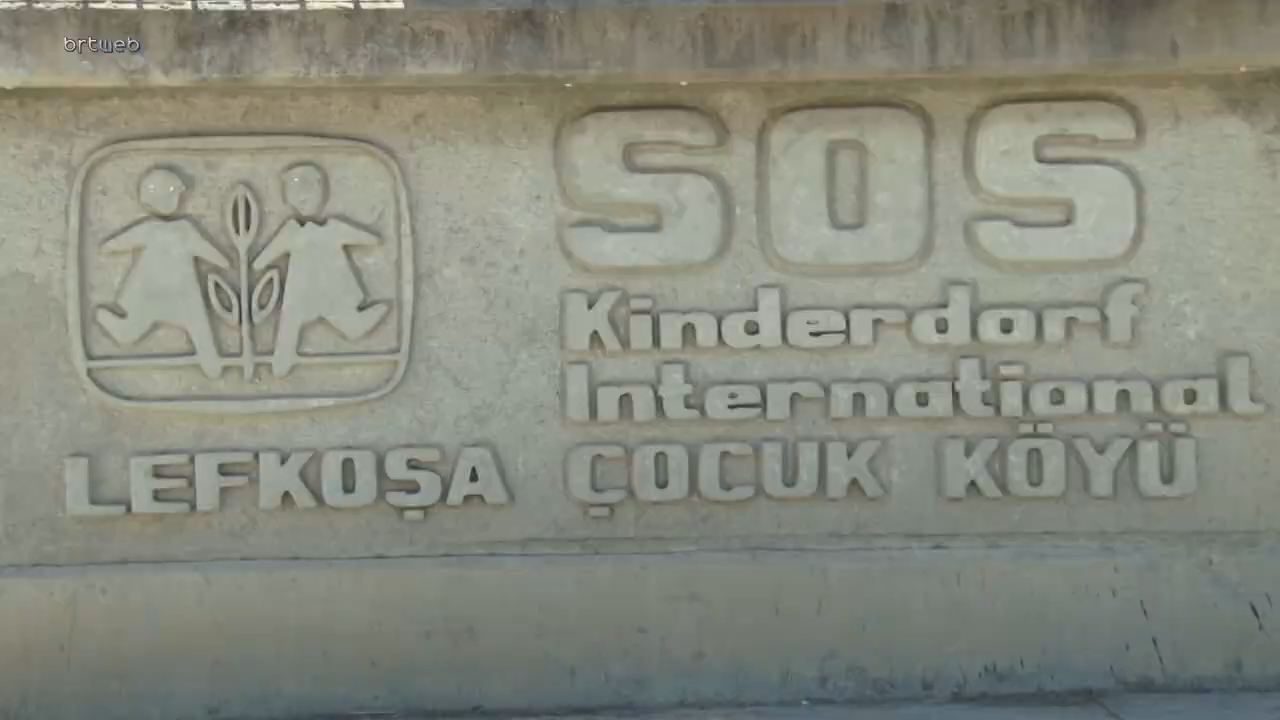 brtweb
SOS
Kinderdorf
International
LEFKOŞA ÇOCUK KÖYÜ